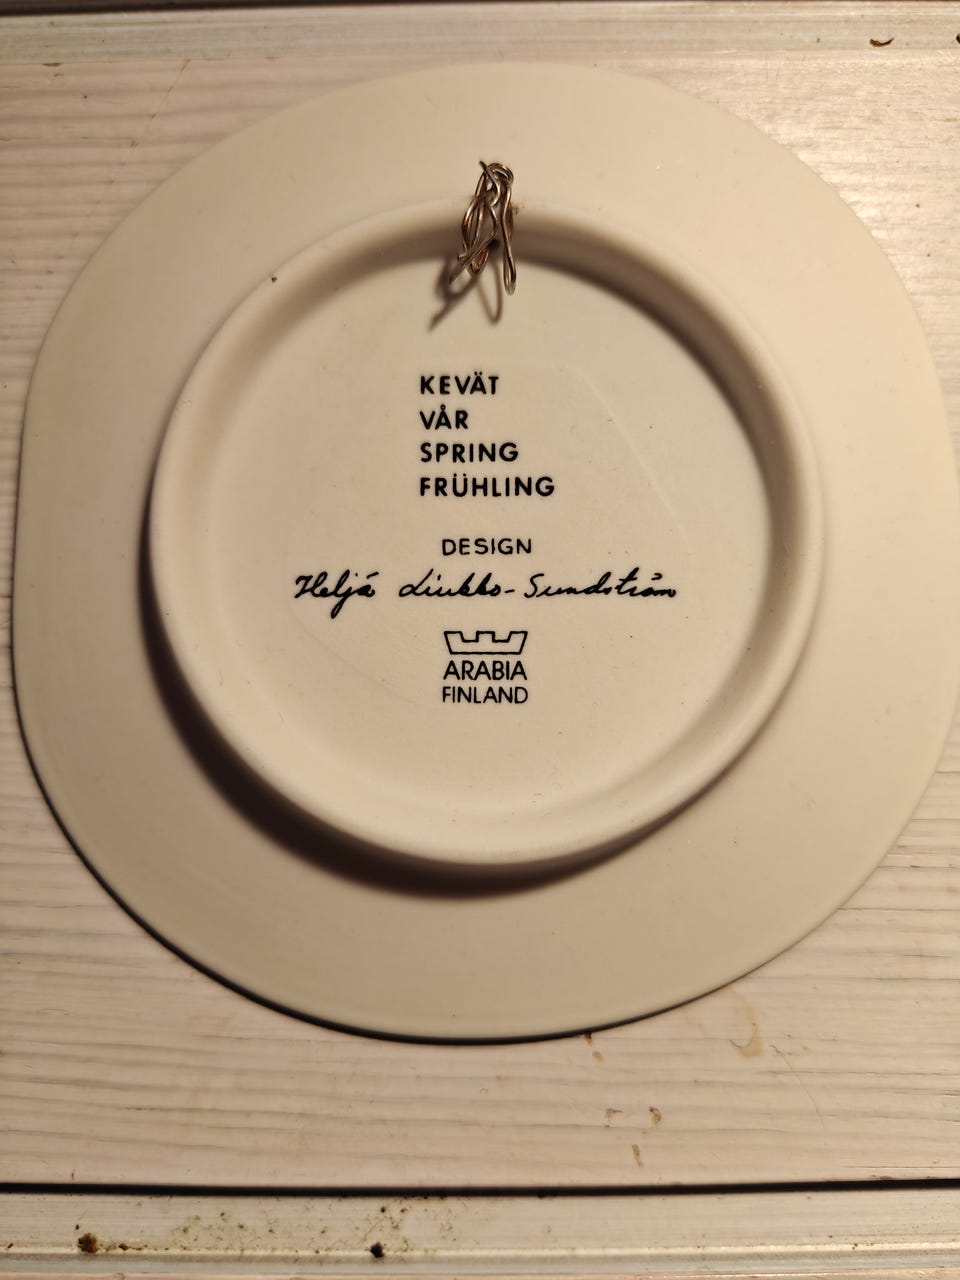 KEVÄT
VÅR
SPRING
FRÜHLING
DESIGN
Heljä Liukko-Sundström
ARABIA
FINLAND